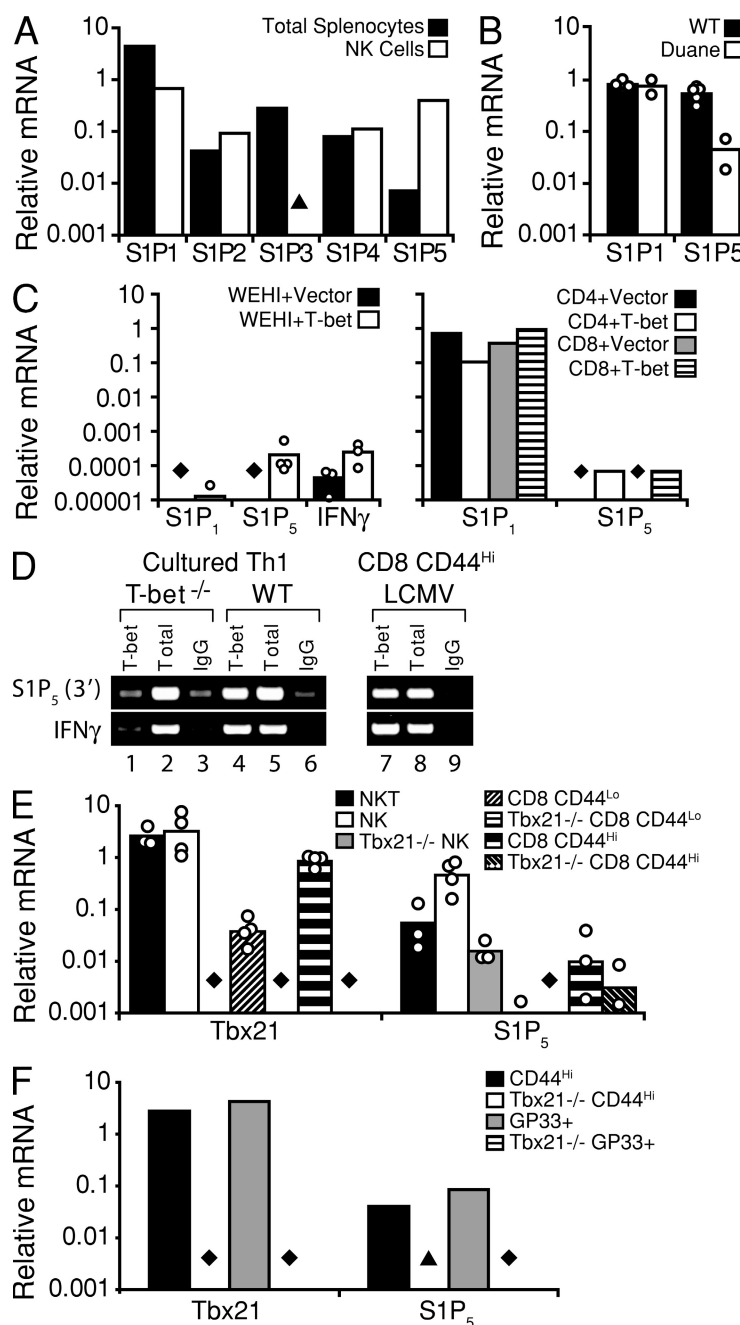 A
Relative mRNA
10
1
0.1
0.01
0.001
Total Splenocytes
NK Cells
S1P1 S1P2 S1P3 S1P4 S1P5
B
Relative mRNA
10
1
0.1
0.01
0.001
WT
Duane
S1P1 S1P5
C
Relative mRNA
10
1
0.1
0.01
0.001
0.0001
0.00001
WEHI+Vector
WEHI+T-bet
S1P₁ S1P₅ IFNγ
CD4+Vector
CD4+T-bet
CD8+Vector
CD8+T-bet
S1P₁ S1P₅
D
Cultured Th1 CD8 CD44ᴴⁱ
T-bet -/- WT LCMV
T-bet Total IgG T-bet Total IgG T-bet Total IgG
S1P₅ (3')
IFNγ
1 2 3 4 5 6 7 8 9
E
Relative mRNA
10
1
0.1
0.01
0.001
NKT
NK
Tbx21-/- NK
CD8 CD44ᴸᵒ
Tbx21-/- CD8 CD44ᴸᵒ
CD8 CD44ᴴⁱ
Tbx21-/- CD8 CD44ᴴⁱ
Tbx21 S1P₅
F
Relative mRNA
10
1
0.1
0.01
0.001
CD44ᴴⁱ
Tbx21-/- CD44ᴴⁱ
GP33+
Tbx21-/- GP33+
Tbx21 S1P₅